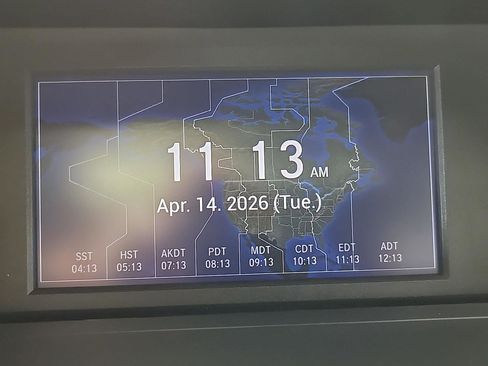 11 13 AM
Apr. 14. 2026 (Tue.)
SST HST AKDT PDT MDT CDT EDT ADT
04:13 05:13 07:13 08:13 09:13 10:13 11:13 12:13